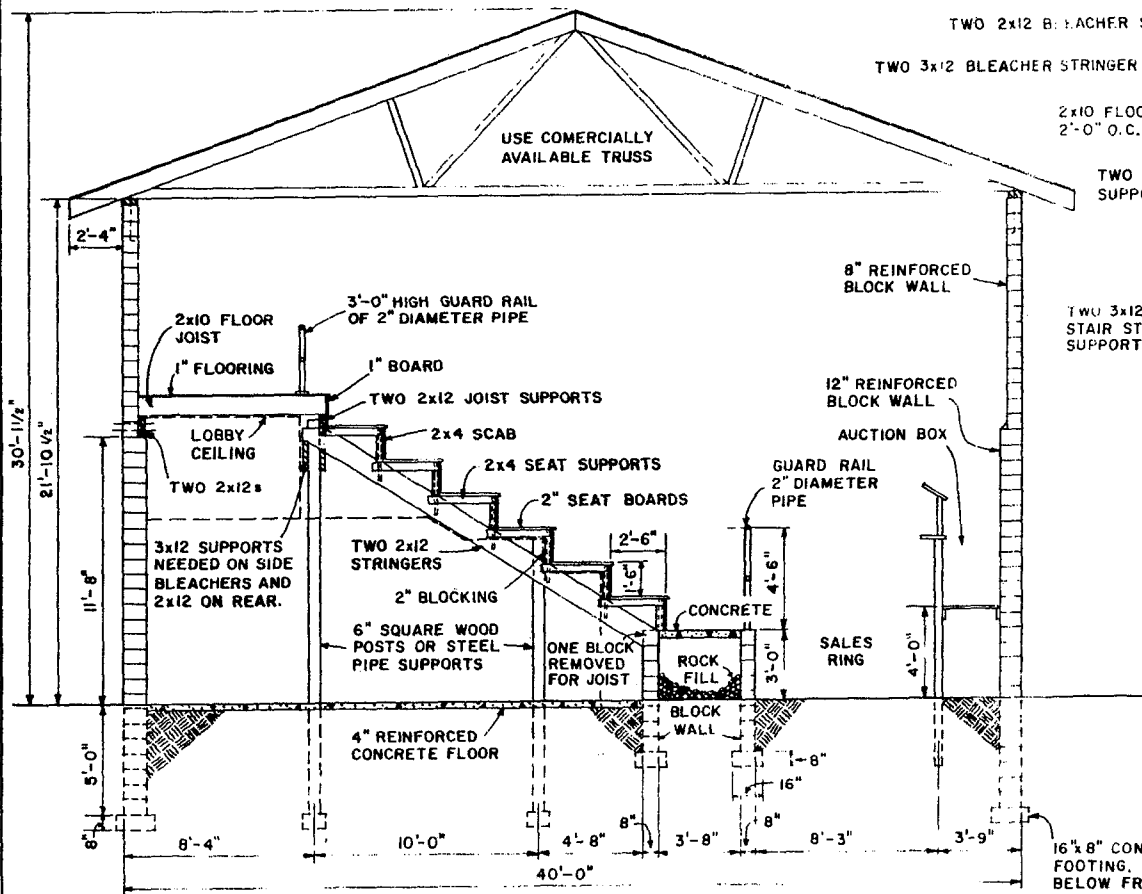 TWO 2x12
TWO 3x12 BLEACHER STRINGER
2x10
2'-0" O.C.
TWO
USE COMERCIALLY
AVAILABLE TRUSS
2'-4"
8" REINFORCED
BLOCK WALL
3'-0" HIGH GUARD RAIL
OF 2" DIAMETER PIPE
2x10 FLOOR
JOIST
1" FLOORING
1" BOARD
TWO 3x12
STAIR
SUPPORT
30'-11 1/2"
21'-10 1/2"
TWO 2x12 JOIST SUPPORTS
12" REINFORCED
BLOCK WALL
LOBBY
CEILING
2x4 SCAB
AUCTION BOX
2x4 SEAT SUPPORTS
GUARD RAIL
2" DIAMETER
PIPE
TWO 2x12s
2" SEAT BOARDS
3x12 SUPPORTS
NEEDED ON SIDE
BLEACHERS AND
2x12 ON REAR.
TWO 2x12
STRINGERS
2'-6"
1'-6"
4'-6"
11'-8"
2" BLOCKING
CONCRETE
6" SQUARE WOOD
POSTS OR STEEL
PIPE SUPPORTS
ONE BLOCK
REMOVED
FOR JOIST
ROCK
FILL
3'-0"
SALES
RING
4'-0"
BLOCK
WALL
4" REINFORCED
CONCRETE FLOOR
5'-0"
8"
8"
16"
8'-4"
10'-0"
4'-8"
8"
3'-8"
8"
8'-3"
3'-9"
40'-0"
16"x 8"
FOOTING,
BELOW